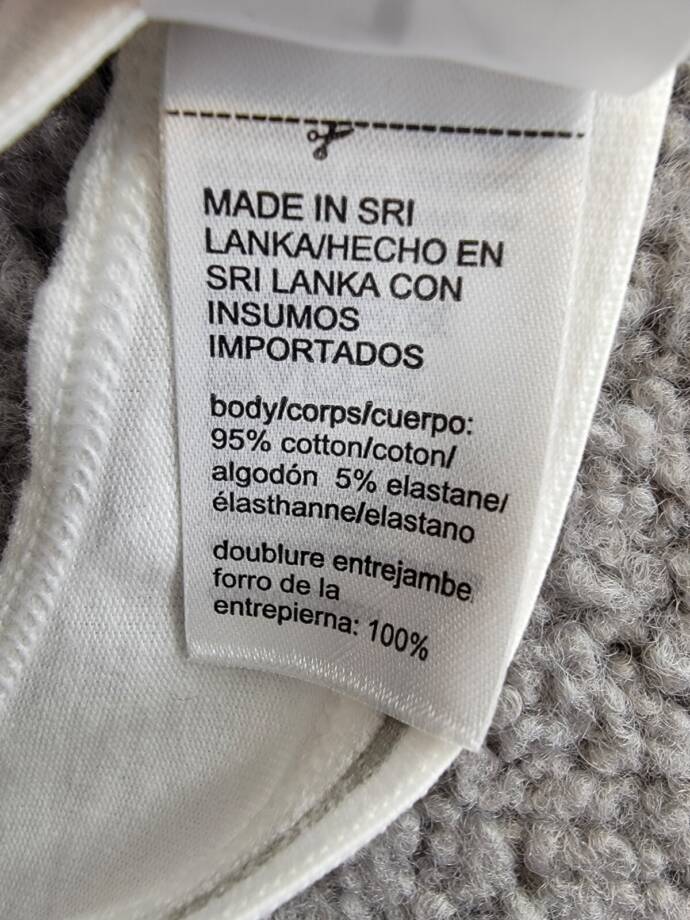 MADE IN SRI
LANKA/HECHO EN
SRI LANKA CON
INSUMOS
IMPORTADOS
body/corps/cuerpo:
95% cotton/coton/
algodón 5% elastane/
élasthanne/elastano
doublure entrejambe
forro de la
entrepierna: 100%